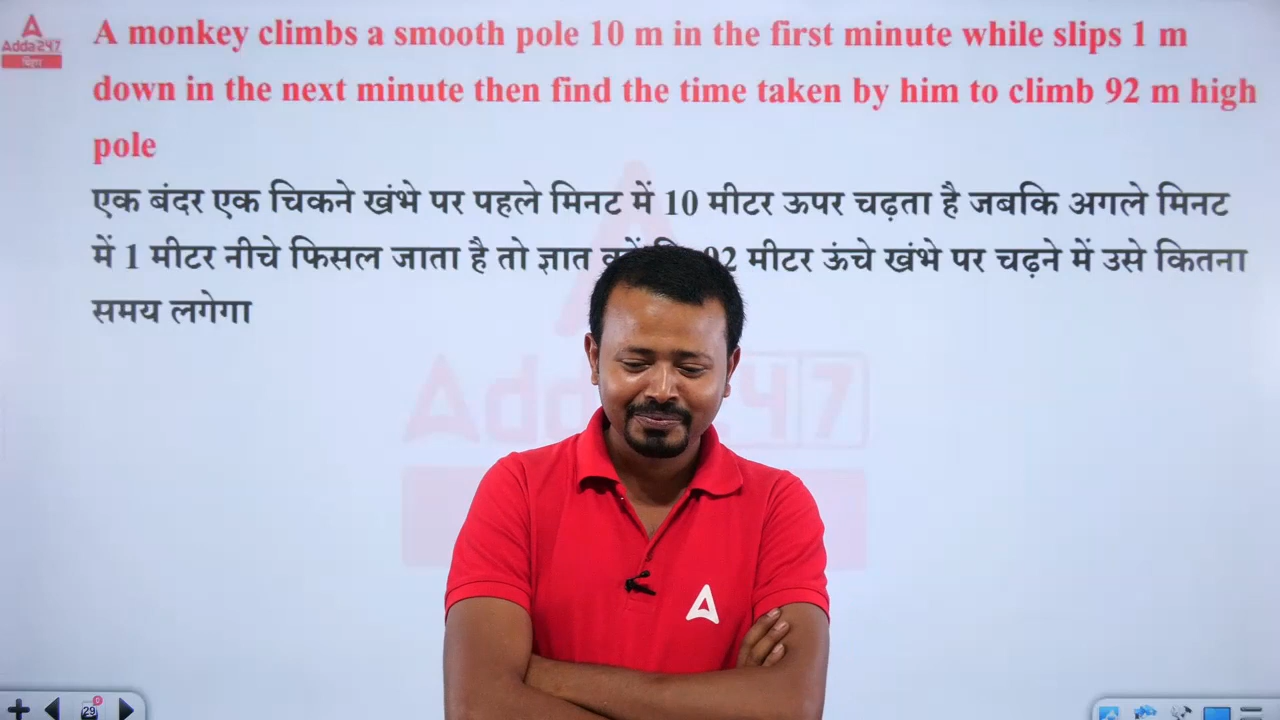 Adda247
बिहार
A monkey climbs a smooth pole 10 m in the first minute while slips 1 m
down in the next minute then find the time taken by him to climb 92 m high
pole
एक बंदर एक चिकने खंभे पर पहले मिनट में 10 मीटर ऊपर चढ़ता है जबकि अगले मिनट
में 1 मीटर नीचे फिसल जाता है तो ज्ञात 92 मीटर ऊंचे खंभे पर चढ़ने में उसे कितना
समय लगेगा
29